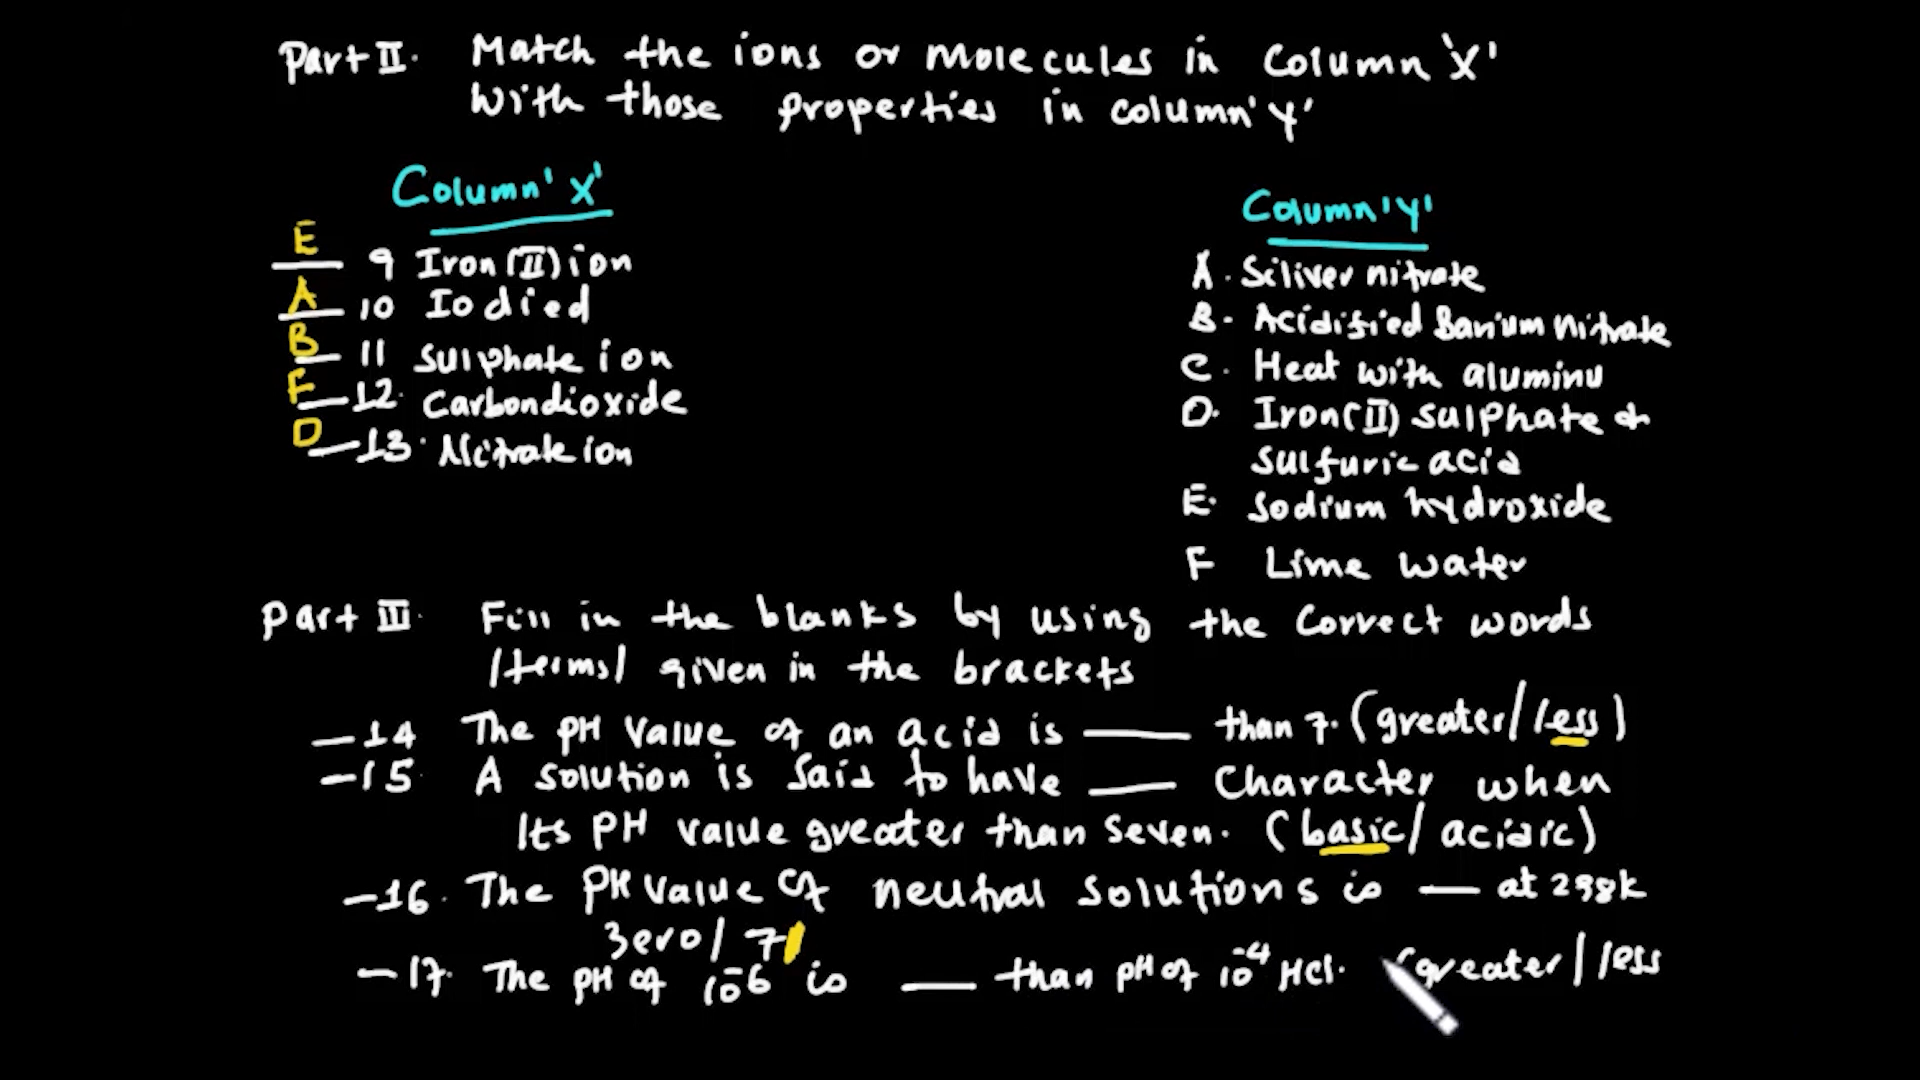 Part II. Match the ions or molecules in column 'X'
With those properties in column 'Y'
Column 'X'
E 9 Iron(II) ion
A 10 Iodied
B 11 Sulphate ion
F 12. Carbondioxide
D 13. Nitrate ion
Column 'Y'
A. Siliver nitrate
B. Acidified Barium Nitrate
C. Heat with aluminu
D. Iron(II) sulphate &
sulfuric acid
E. Sodium hydroxide
F Lime water
Part III. Fill in the blanks by using the correct words
/terms/ given in the brackets
14 The pH value of an acid is ___ than 7. (greater/less)
15 A solution is said to have ___ Character when
Its PH value greater than seven. (basic/acidic)
16. The PH value of neutral solutions is ___ at 298k
zero/ 7
17. The pH of 10-6 is ___ than pH of 10-4 HCl. (greater/less